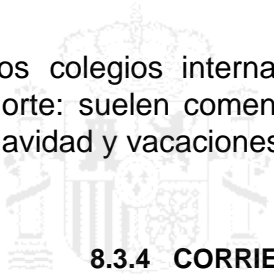 os colegios interna
orte: suelen comen
avidad y vacaciones
8.3.4 CORRIE